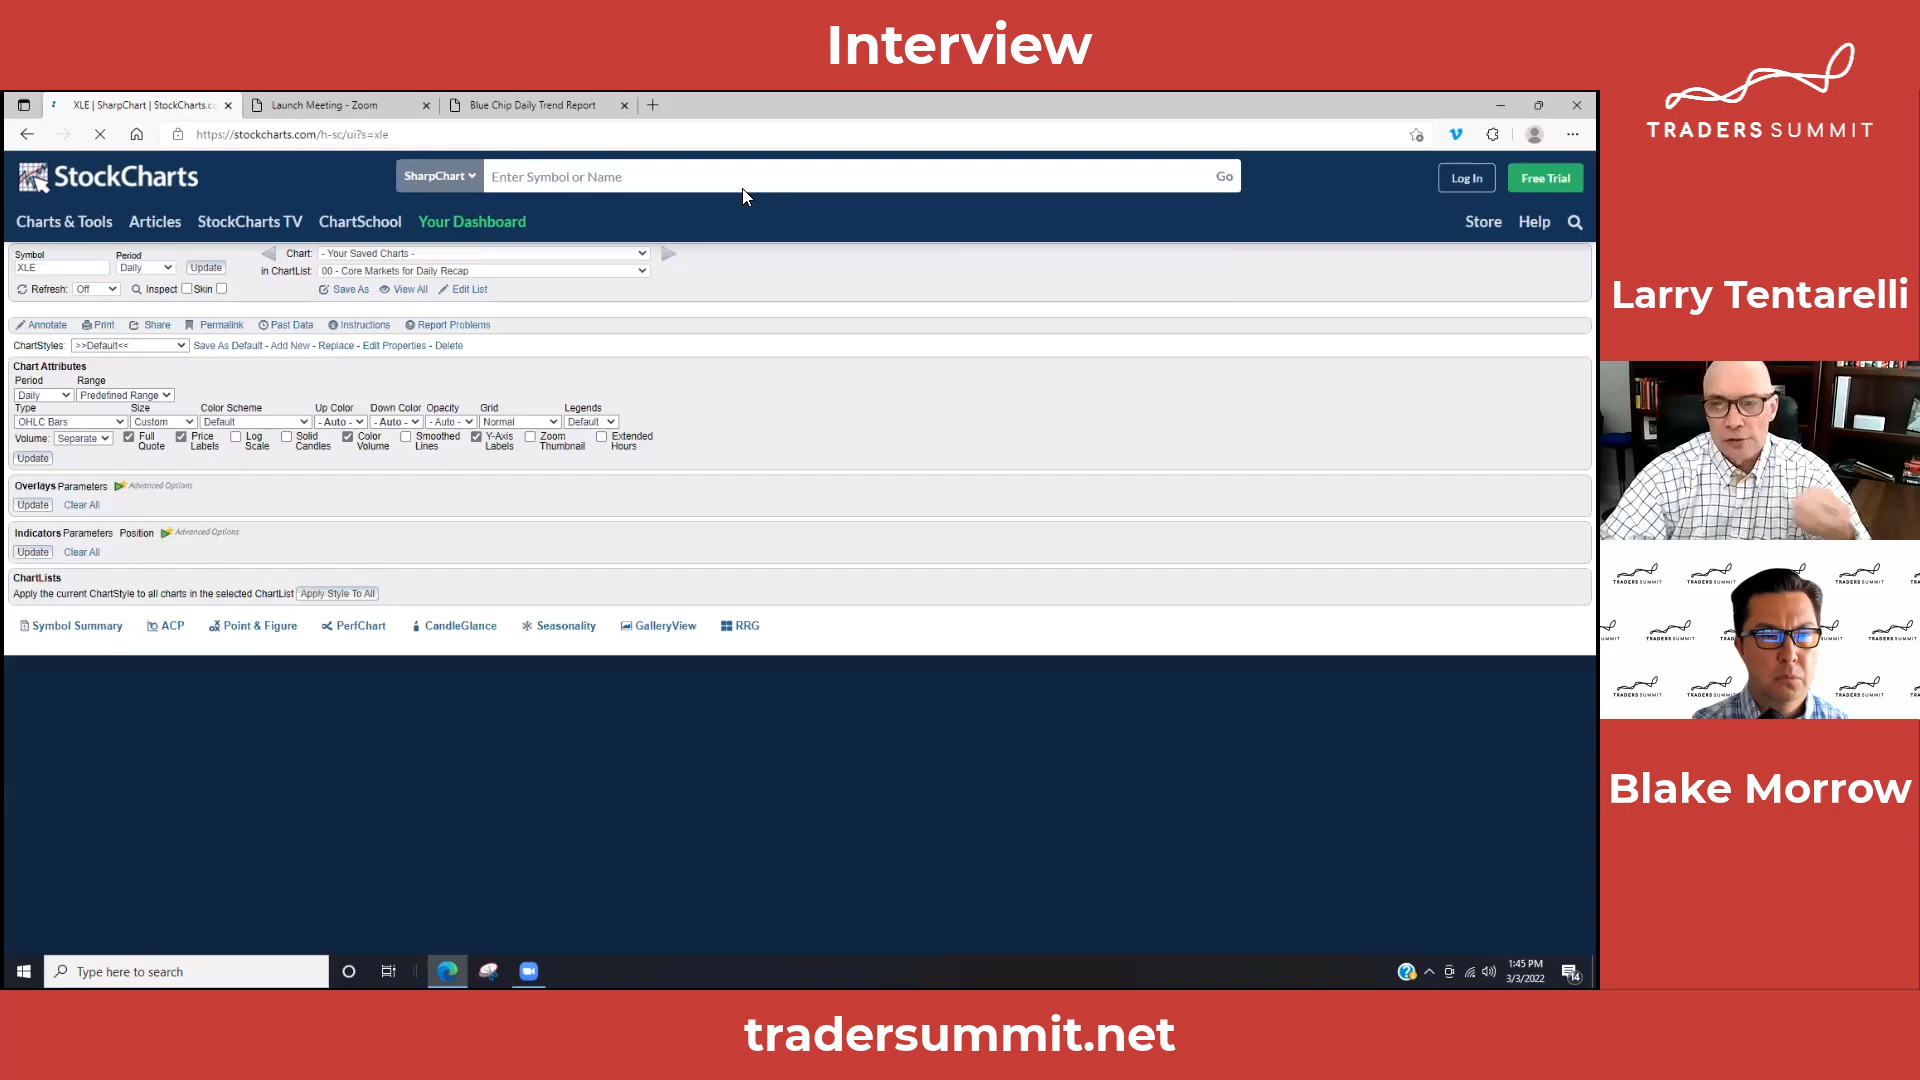 Interview
TRADERS SUMMIT
XLE | SharpChart | StockCharts.c
Launch Meeting - Zoom
Blue Chip Daily Trend Report
https://stockcharts.com/h-sc/ui?s=xle
StockCharts
SharpChart
Enter Symbol or Name
Go
Log In
Free Trial
Charts & Tools
Articles
StockCharts TV
ChartSchool
Your Dashboard
Store
Help
Symbol
Period
Chart:
- Your Saved Charts -
XLE
Daily
Update
in ChartList:
00 - Core Markets for Daily Recap
Refresh:
Off
Inspect
Skin
Save As
View All
Edit List
Annotate
Print
Share
Permalink
Past Data
Instructions
Report Problems
ChartStyles:
>>Default<<
Save As Default - Add New - Replace - Edit Properties - Delete
Chart Attributes
Period
Range
Daily
Predefined Range
Type
Size
Color Scheme
Up Color
Down Color
Opacity
Grid
Legends
OHLC Bars
Custom
Default
- Auto -
- Auto -
- Auto -
Normal
Default
Volume:
Separate
Full Quote
Price Labels
Log Scale
Solid Candles
Color Volume
Smoothed Lines
Y-Axis Labels
Zoom Thumbnail
Extended Hours
Update
Overlays Parameters
Advanced Options
Update
Clear All
Indicators Parameters
Position
Advanced Options
Update
Clear All
ChartLists
Apply the current ChartStyle to all charts in the selected ChartList
Apply Style To All
Symbol Summary
ACP
Point & Figure
PerfChart
CandleGlance
Seasonality
GalleryView
RRG
Type here to search
1:45 PM
3/3/2022
14
Larry Tentarelli
Blake Morrow
tradersummit.net